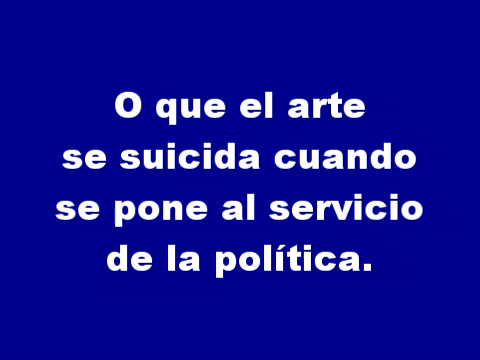 O que el arte
se suicida cuando
se pone al servicio
de la política.